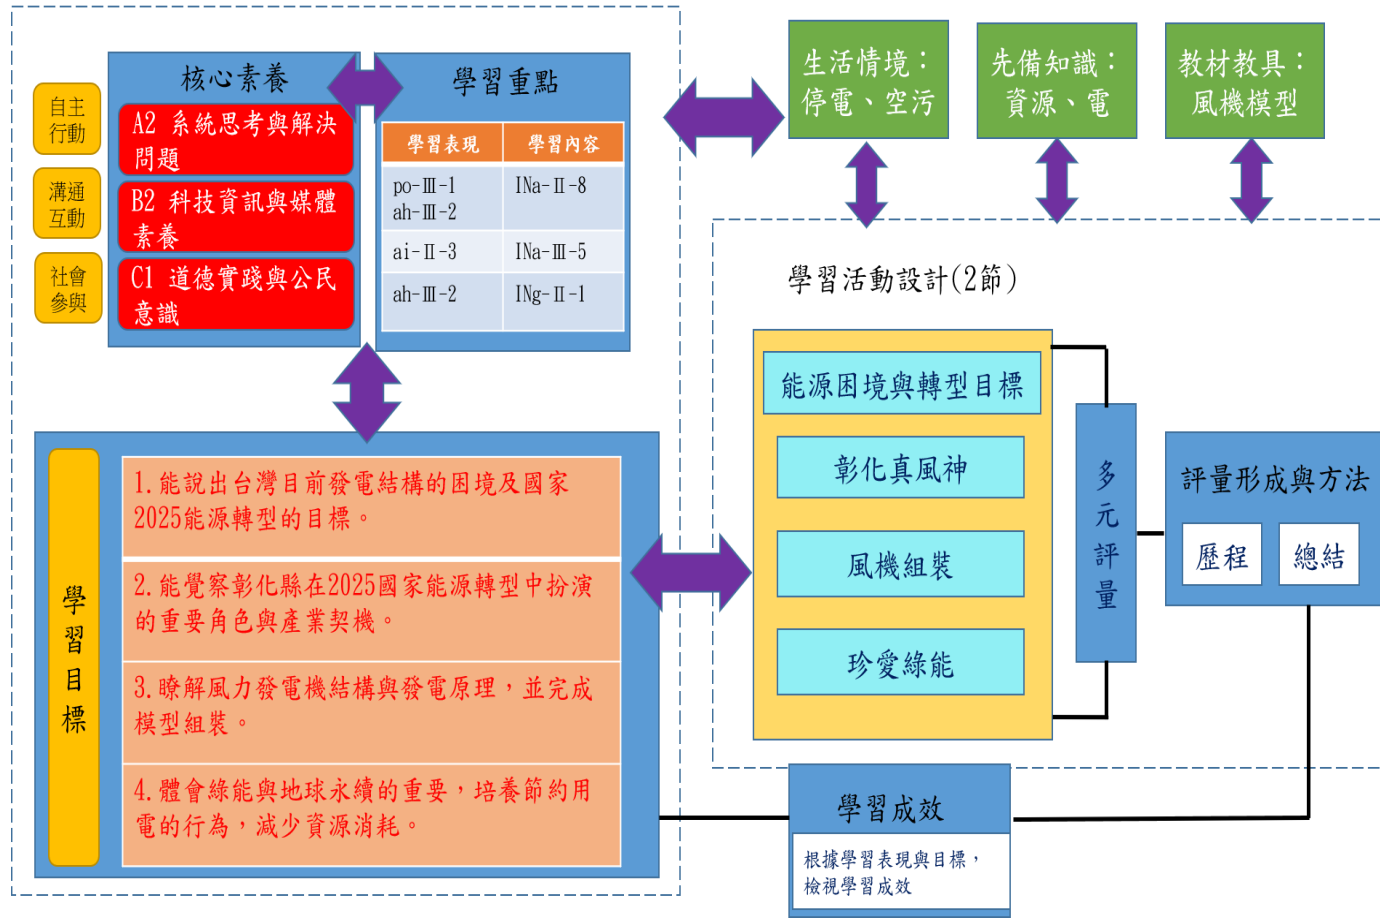 自主
行動
溝通
互動
社會
參與
核心素養
A2 系統思考與解決
問題
B2 科技資訊與媒體
素養
C1 道德實踐與公民
意識
學習重點
學習表現 學習內容
po-Ⅲ-1 INa-Ⅱ-8
ah-Ⅲ-2
ai-Ⅱ-3 INa-Ⅲ-5
ah-Ⅲ-2 INg-Ⅱ-1
生活情境：
停電、空污
先備知識：
資源、電
教材教具：
風機模型
學習目標
1.能說出台灣目前發電結構的困境及國家
2025能源轉型的目標。
2.能覺察彰化縣在2025國家能源轉型中扮演
的重要角色與產業契機。
3.瞭解風力發電機結構與發電原理，並完成
模型組裝。
4.體會綠能與地球永續的重要，培養節約用
電的行為，減少資源消耗。
學習活動設計(2節)
能源困境與轉型目標
彰化真風神
風機組裝
珍愛綠能
多元評量
評量形成與方法
歷程 總結
學習成效
根據學習表現與目標，
檢視學習成效